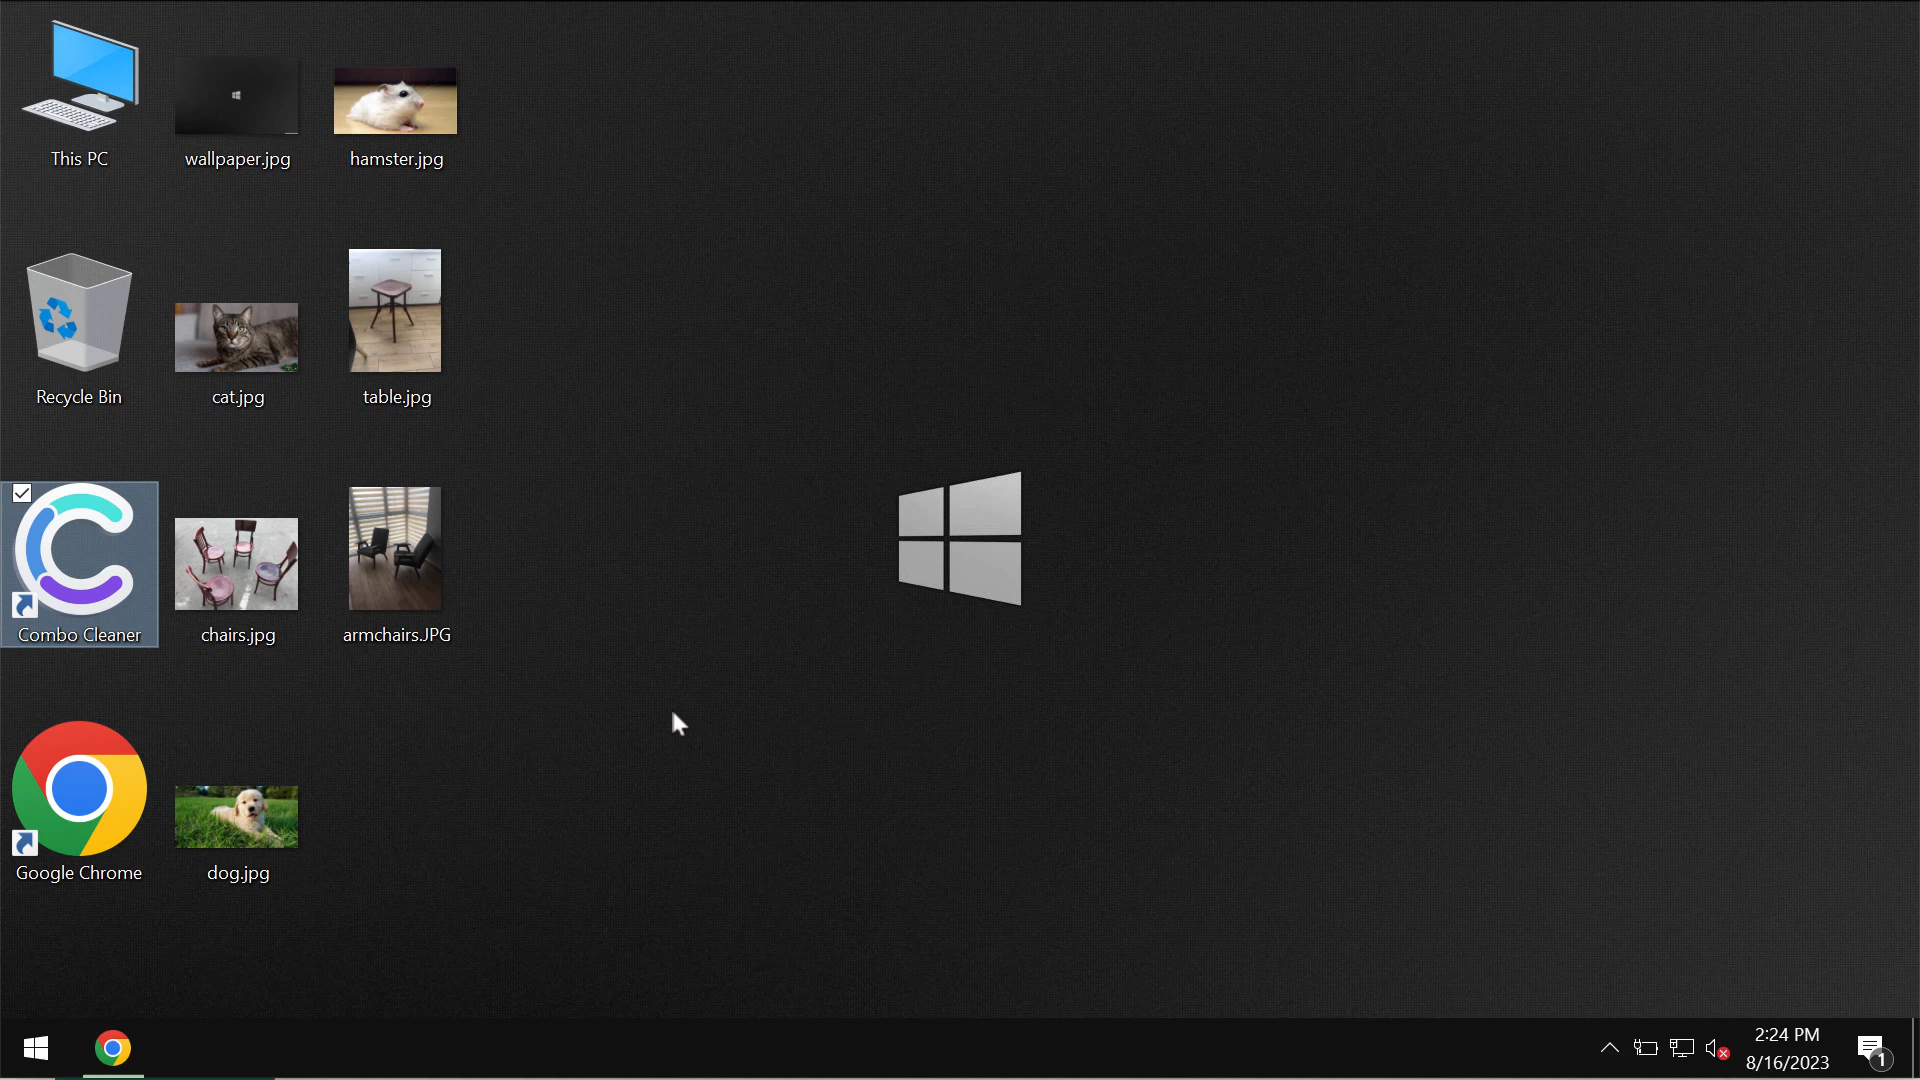 This PC
wallpaper.jpg
hamster.jpg
Recycle Bin
cat.jpg
table.jpg
Combo Cleaner
chairs.jpg
armchairs.JPG
Google Chrome
dog.jpg
2:24 PM
8/16/2023
1